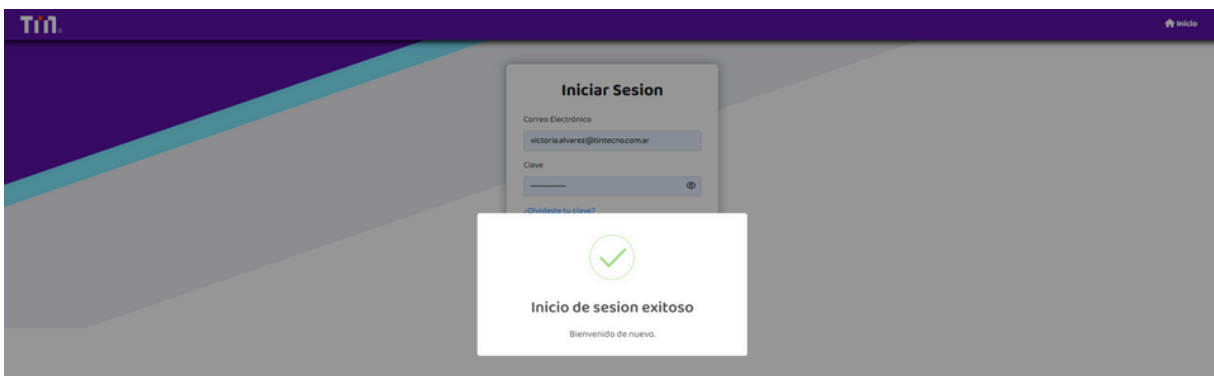 Tin.
Inicio
Iniciar Sesion
Correo Electrónico
victoria.alvarez@tintecno.com.ar
Clave
¿Olvidaste tu clave?
Inicio de sesion exitoso
Bienvenido de nuevo.